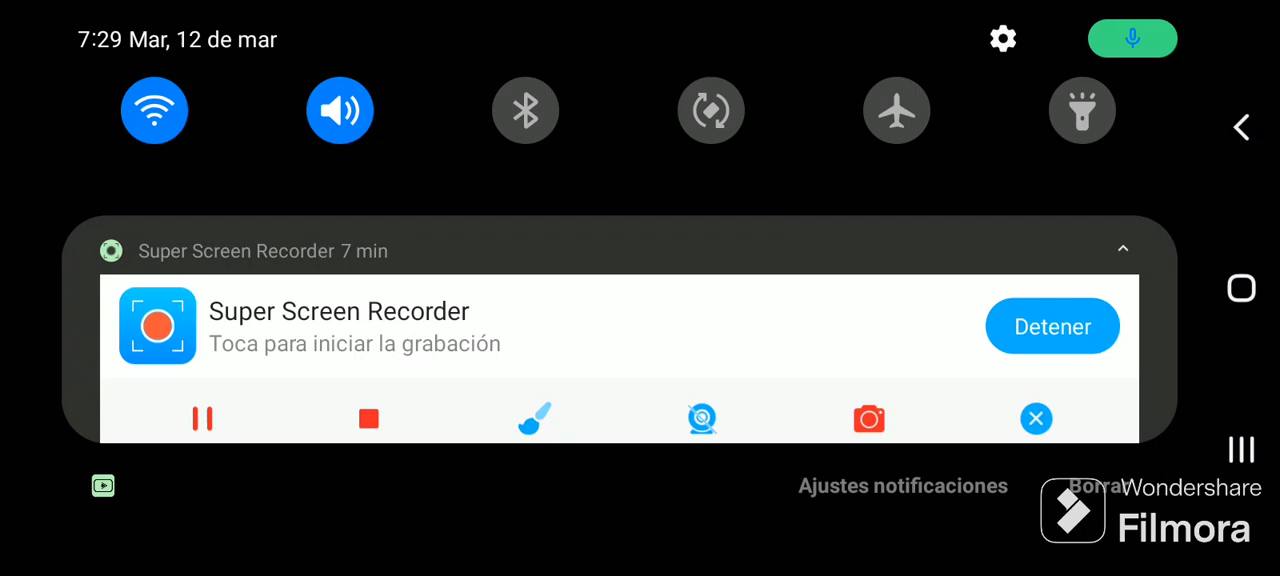 7:29 Mar, 12 de mar
Super Screen Recorder 7 min
Super Screen Recorder
Toca para iniciar la grabación
Detener
Ajustes notificaciones
Borrar
Wondershare
Filmora